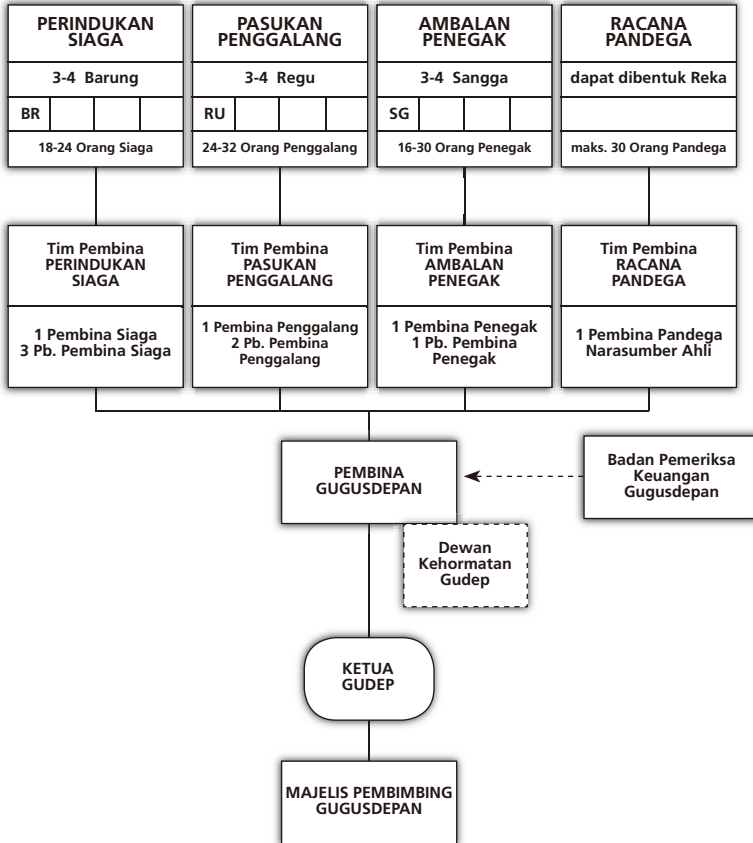 PERINDUKAN
SIAGA
3-4 Barung
BR
18-24 Orang Siaga
PASUKAN
PENGGALANG
3-4 Regu
RU
24-32 Orang Penggalang
AMBALAN
PENEGAK
3-4 Sangga
SG
16-30 Orang Penegak
RACANA
PANDEGA
dapat dibentuk Reka
maks. 30 Orang Pandega
Tim Pembina
PERINDUKAN
SIAGA
1 Pembina Siaga
3 Pb. Pembina Siaga
Tim Pembina
PASUKAN
PENGGALANG
1 Pembina Penggalang
2 Pb. Pembina
Penggalang
Tim Pembina
AMBALAN
PENEGAK
1 Pembina Penegak
1 Pb. Pembina
Penegak
Tim Pembina
RACANA
PANDEGA
1 Pembina Pandega
Narasumber Ahli
PEMBINA
GUGUSDEPAN
Badan Pemeriksa
Keuangan
Gugusdepan
Dewan
Kehormatan
Gudep
KETUA
GUDEP
MAJELIS PEMBIMBING
GUGUSDEPAN